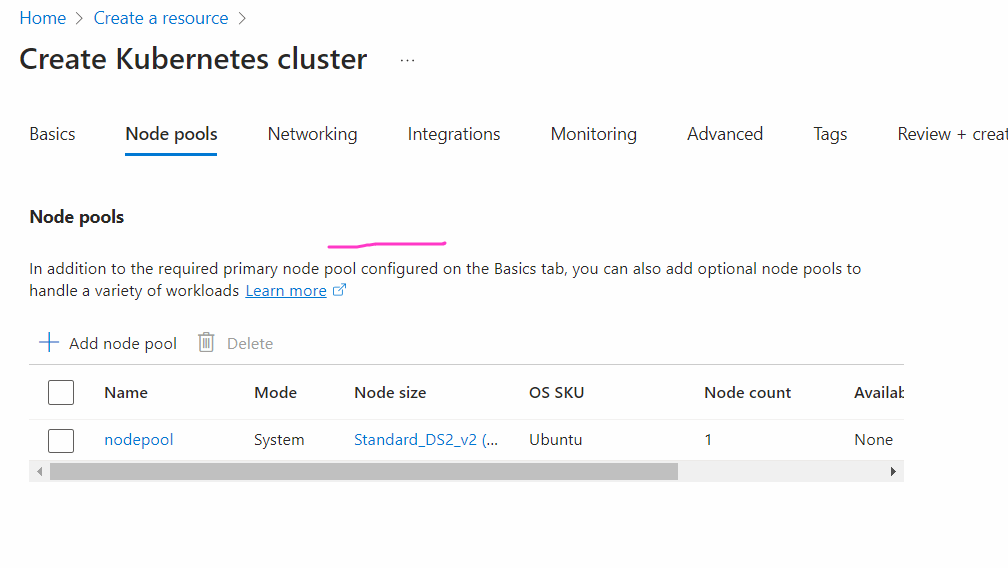 Home > Create a resource >
Create Kubernetes cluster ...
Basics Node pools Networking Integrations Monitoring Advanced Tags Review + creat
Node pools
In addition to the required primary node pool configured on the Basics tab, you can also add optional node pools to
handle a variety of workloads Learn more
Add node pool Delete
Name Mode Node size OS SKU Node count Availab
nodepool System Standard_DS2_v2 (... Ubuntu 1 None